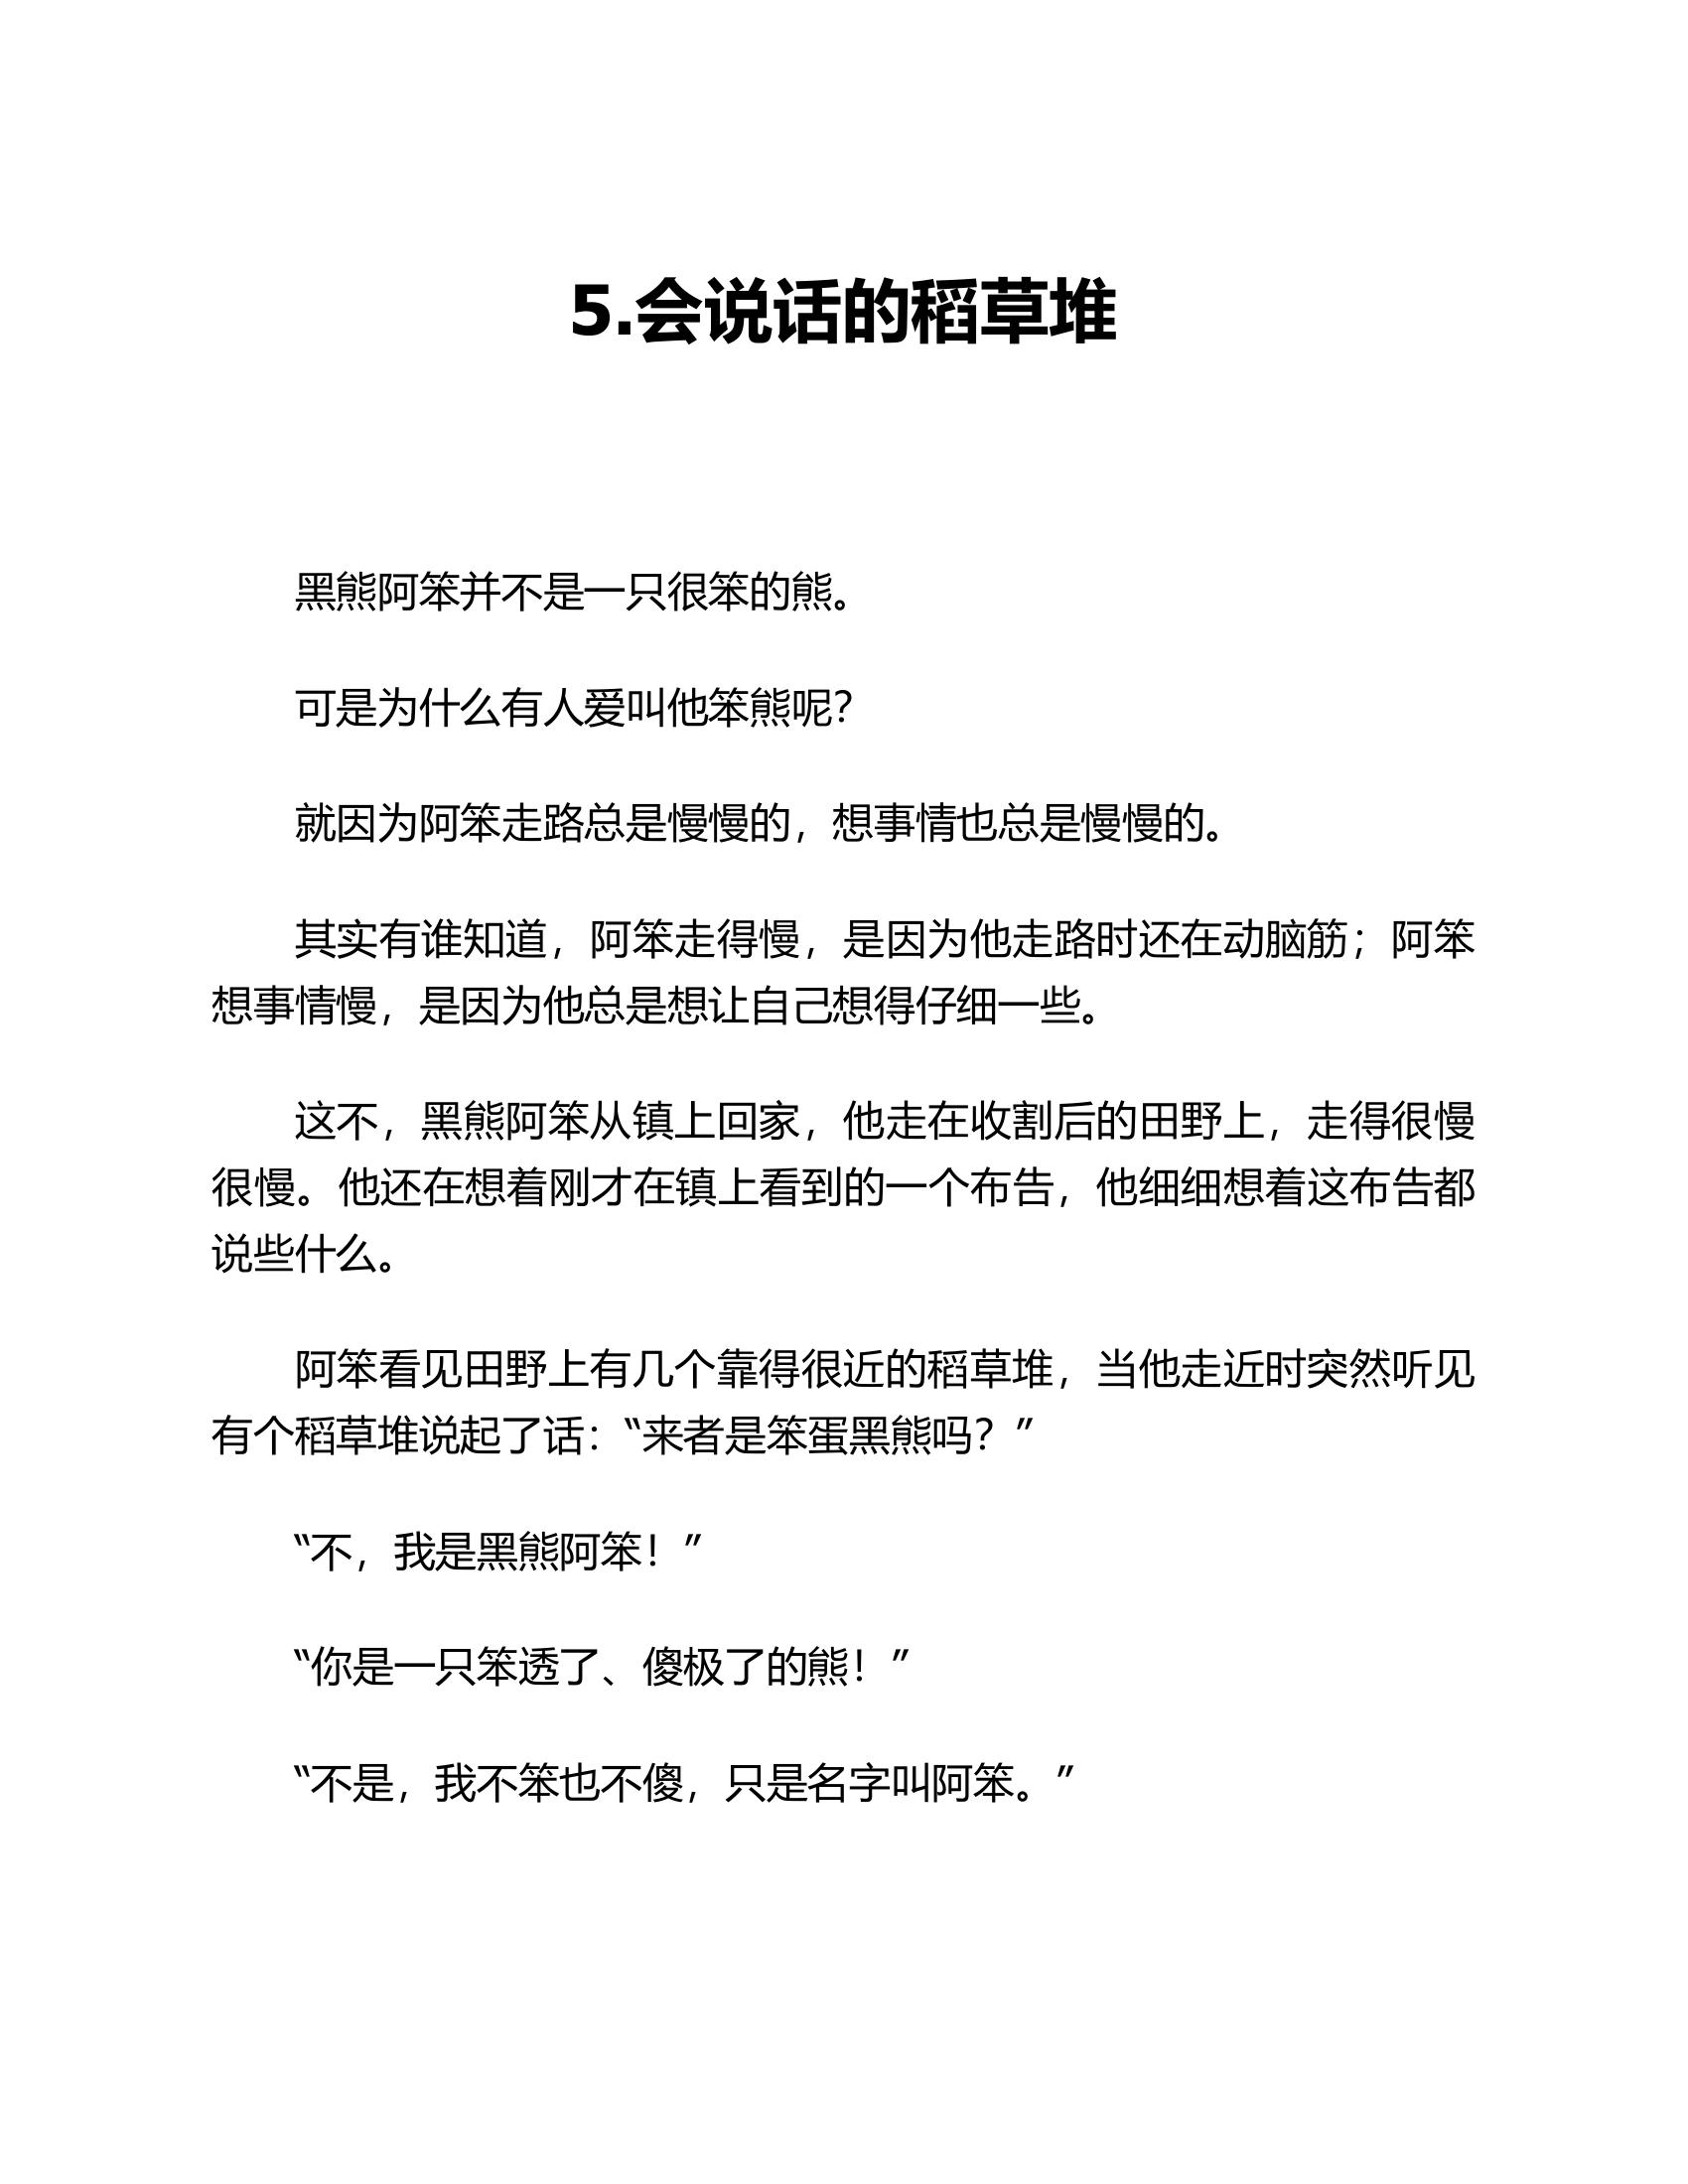 5.会说话的稻草堆
黑熊阿笨并不是一只很笨的熊。
可是为什么有人爱叫他笨熊呢？
就因为阿笨走路总是慢慢的，想事情也总是慢慢的。
其实有谁知道，阿笨走得慢，是因为他走路时还在动脑筋；阿笨
想事情慢，是因为他总是想让自己想得仔细一些。
这不，黑熊阿笨从镇上回家，他走在收割后的田野上，走得很慢
很慢。他还在想着刚才在镇上看到的一个布告，他细细想着这布告都
说些什么。
阿笨看见田野上有几个靠得很近的稻草堆，当他走近时突然听见
有个稻草堆说起了话：“来者是笨蛋黑熊吗？”
“不，我是黑熊阿笨！”
“你是一只笨透了、傻极了的熊！”
“不是，我不笨也不傻，只是名字叫阿笨。”